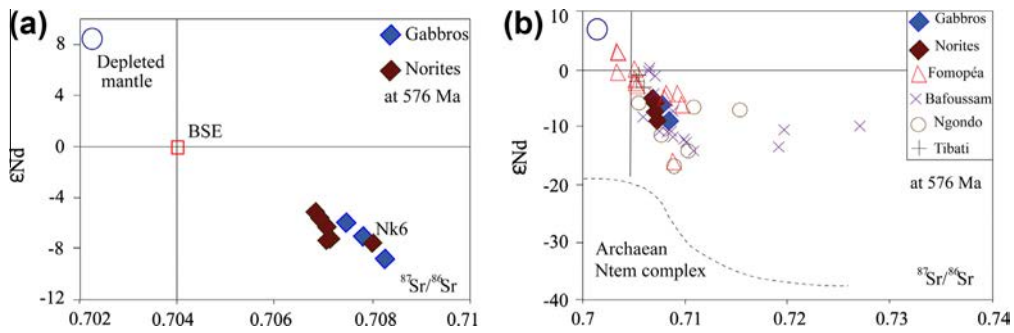 (a)
8
4
0
-4
-8
-12
εNd
Depleted
mantle
BSE
Gabbros
Norites
at 576 Ma
Nk6
87Sr/86Sr
0.702
0.704
0.706
0.708
0.71
(b)
10
0
-10
-20
-30
-40
εNd
Gabbros
Norites
Fomopéa
Bafoussam
Ngondo
Tibati
at 576 Ma
Archaean
Ntem complex
87Sr/86Sr
0.7
0.71
0.72
0.73
0.74